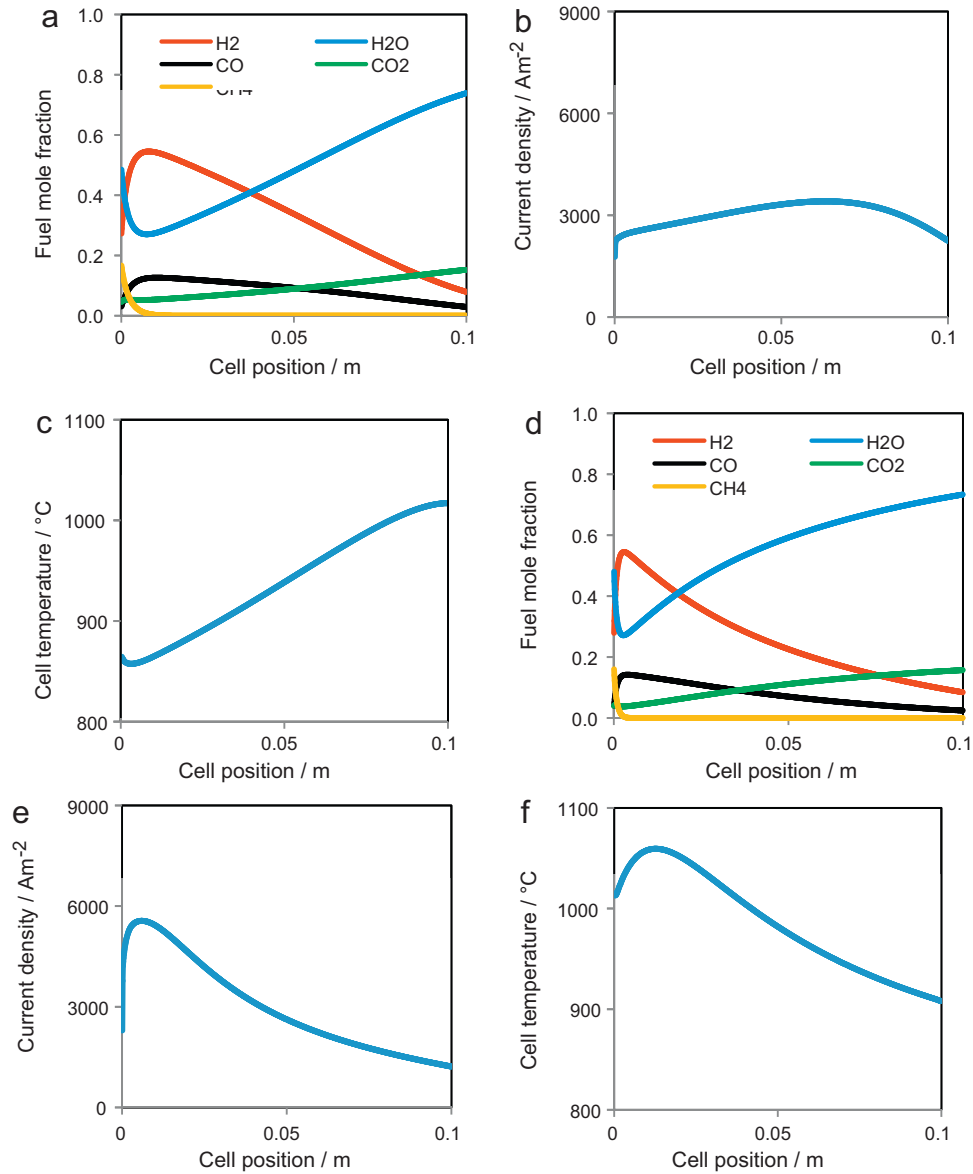 a
1.0
0.8
0.6
0.4
0.2
0.0
Fuel mole fraction
H2
H2O
CO
CO2
CH4
0
0.05
0.1
Cell position / m
b
9000
6000
3000
0
Current density / Am-2
0
0.05
0.1
Cell position / m
c
1100
1000
900
800
Cell temperature / °C
0
0.05
0.1
Cell position / m
d
1.0
0.8
0.6
0.4
0.2
0.0
Fuel mole fraction
H2
H2O
CO
CO2
CH4
0
0.05
0.1
Cell position / m
e
9000
6000
3000
0
Current density / Am-2
0
0.05
0.1
Cell position / m
f
1100
1000
900
800
Cell temperature / °C
0
0.05
0.1
Cell position / m